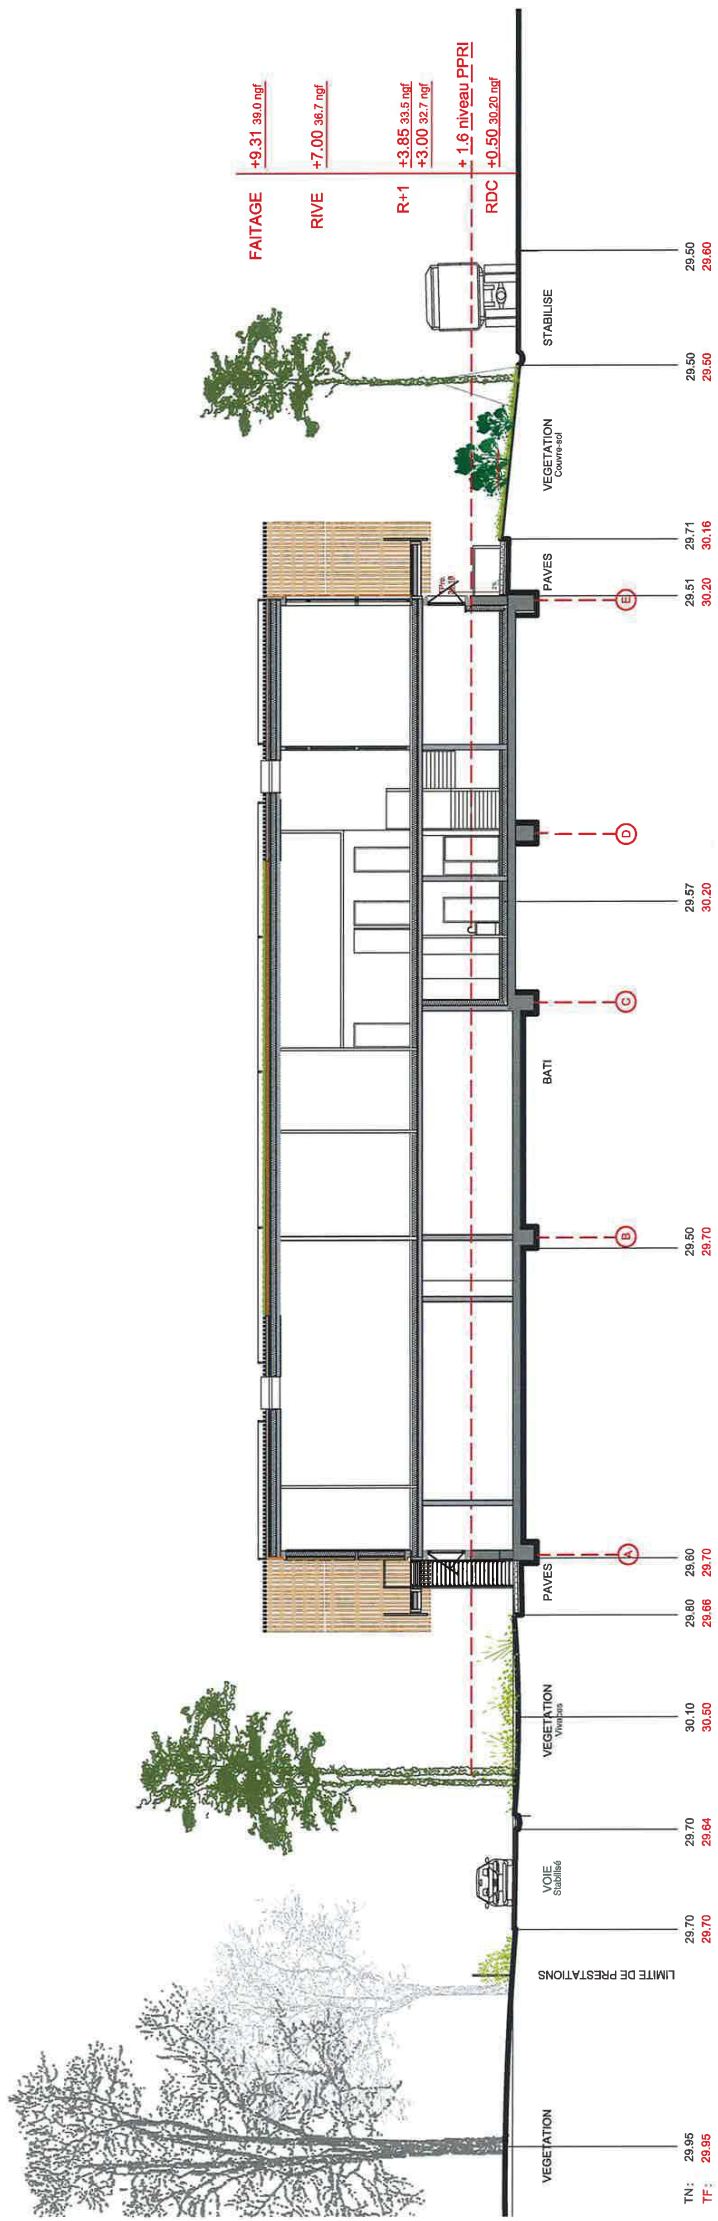 FAITAGE +9.31 39.0 ngf
RIVE +7.00 36.7 ngf
R+1 +3.85 33.5 ngf
+3.00 32.7 ngf
+ 1.6 niveau PPRI
RDC +0.50 30.20 ngf
2%
VEGETATION
LIMITE DE PRESTATIONS
VOIE
Stabilisé
VEGETATION
Vivaces
PAVES
BATI
PAVES
VEGETATION
Couvre-sol
STABILISE
A
B
C
D
E
TN : 29.95 29.70 29.70 30.10 29.80 29.60 29.50 29.57 29.51 29.71 29.50 29.50
TF : 29.95 29.70 29.64 30.50 29.66 29.70 29.70 30.20 30.20 30.16 29.50 29.60